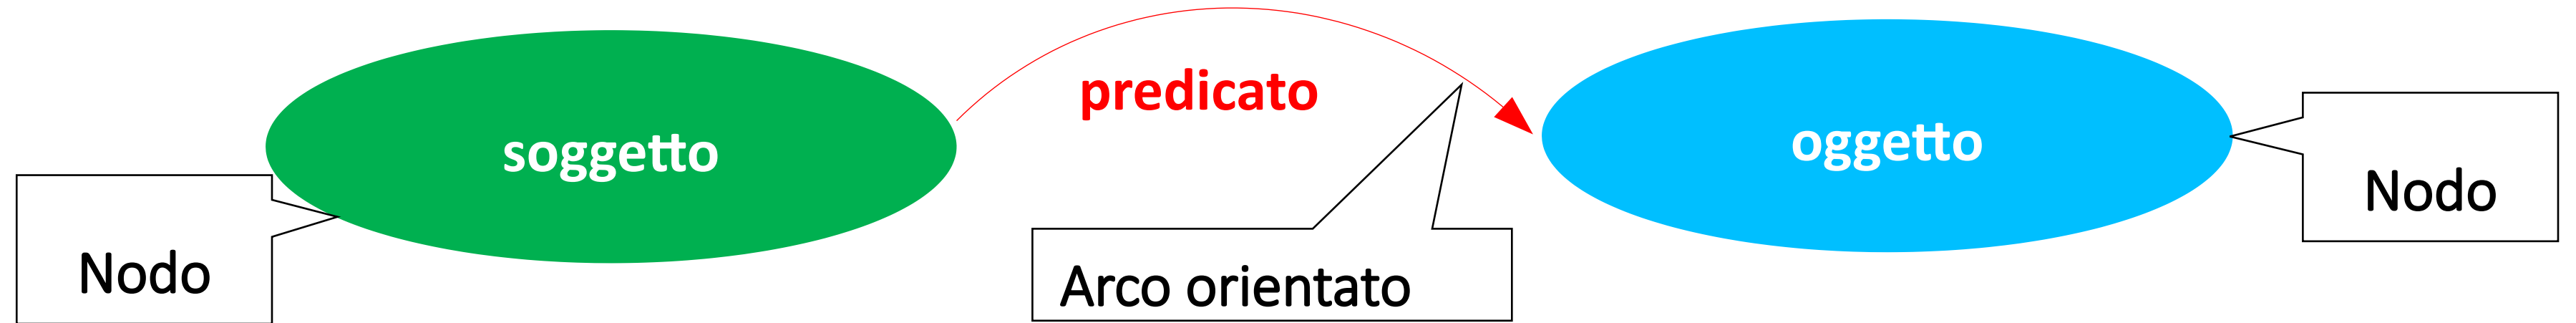 predicato
soggetto
oggetto
Nodo
Nodo
Arco orientato